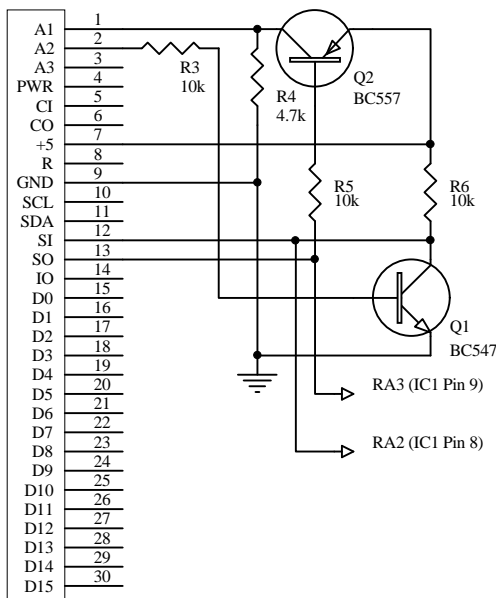 A1 1
A2 2
A3 3
PWR 4
CI 5
CO 6
+5 7
R 8
GND 9
SCL 10
SDA 11
SI 12
SO 13
IO 14
D0 15
D1 16
D2 17
D3 18
D4 19
D5 20
D6 21
D7 22
D8 23
D9 24
D10 25
D11 26
D12 27
D13 28
D14 29
D15 30
R3
10k
R4
4.7k
Q2
BC557
R5
10k
R6
10k
Q1
BC547
RA3 (IC1 Pin 9)
RA2 (IC1 Pin 8)